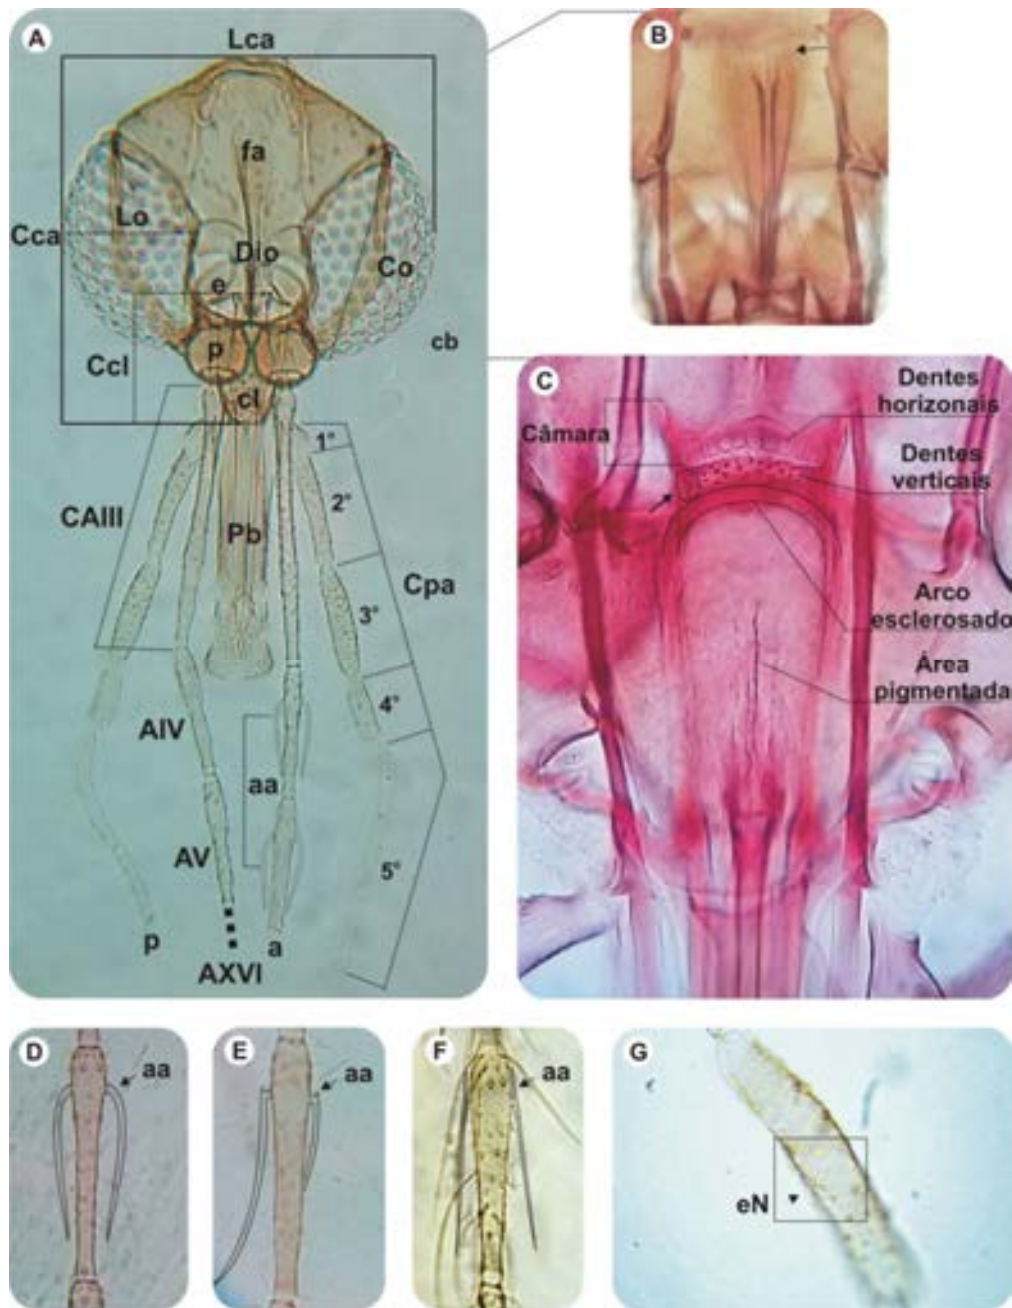 A
Lca
fa
Lo
Cca
Dio
Co
e
p
Ccl
cl
cb
1°
2°
CAIII
Pb
Cpa
3°
4°
AIV
aa
AV
5°
p
a
AXVI
B
C
Dentes
horizonais
Câmara
Dentes
verticais
Arco
esclerosado
Área
pigmentada
D
aa
E
aa
F
aa
G
eN